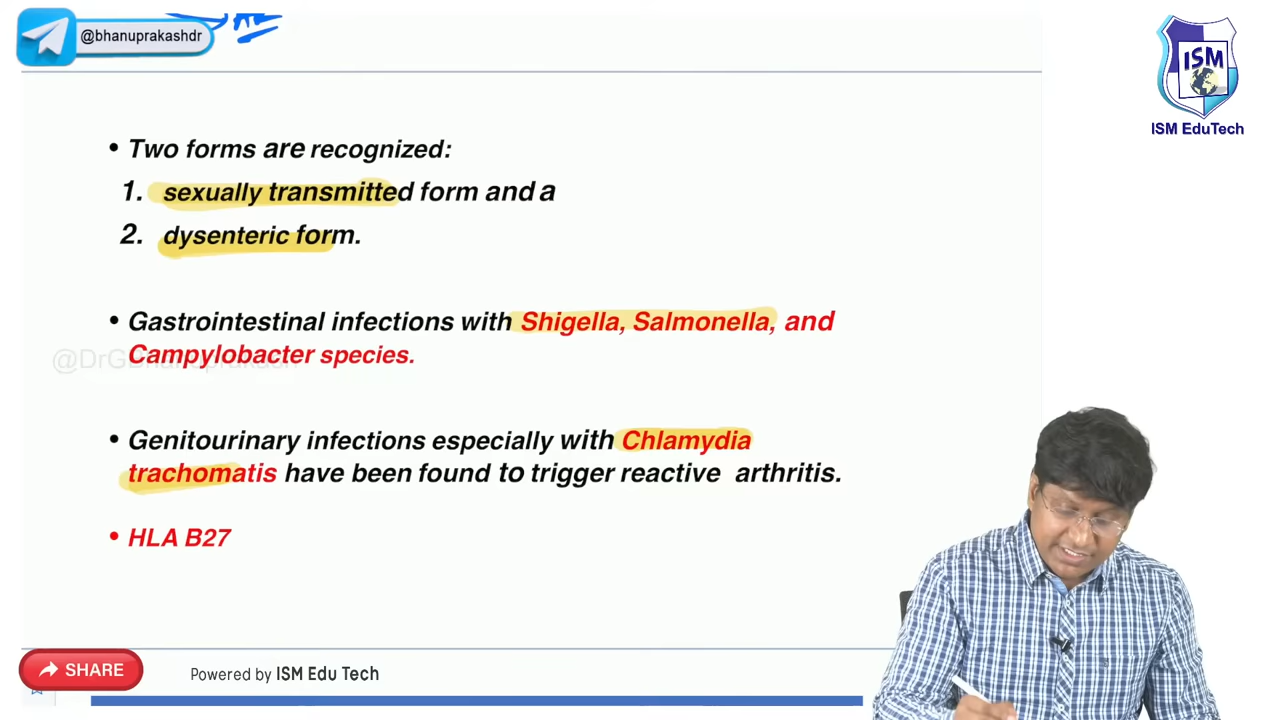 @bhanuprakashdr
ISM
ISM EduTech
• Two forms are recognized:
1. sexually transmitted form and a
2. dysenteric form.
• Gastrointestinal infections with Shigella, Salmonella, and
Campylobacter species.
• Genitourinary infections especially with Chlamydia
trachomatis have been found to trigger reactive arthritis.
• HLA B27
SHARE
Powered by ISM Edu Tech